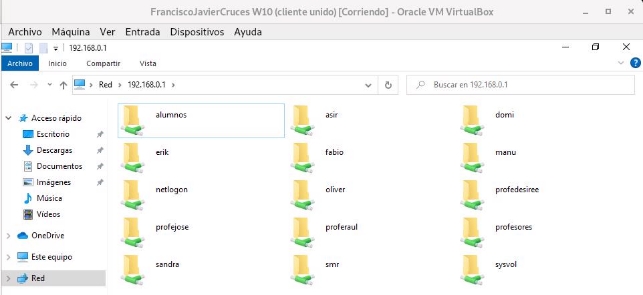 FranciscoJavierCruces W10 (cliente unido) [Corriendo] - Oracle VM VirtualBox
Archivo Máquina Ver Entrada Dispositivos Ayuda
192.168.0.1
Archivo Inicio Compartir Vista
Red 192.168.0.1
Buscar en 192.168.0.1
Acceso rápido
Escritorio
Descargas
Documentos
Imágenes
Música
Vídeos
OneDrive
Este equipo
Red
alumnos asir domi
erik fabio manu
netlogon oliver profedesiree
profejose proferaul profesores
sandra smr sysvol